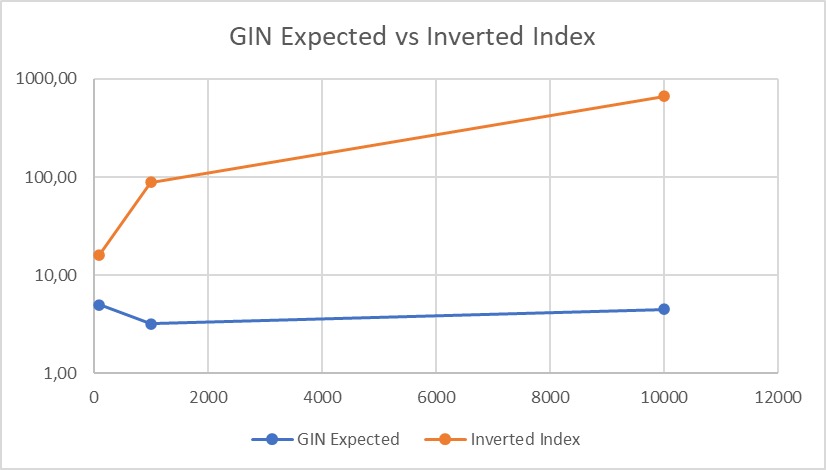 GIN Expected vs Inverted Index
1000,00
100,00
10,00
1,00
0 2000 4000 6000 8000 10000 12000
GIN Expected Inverted Index